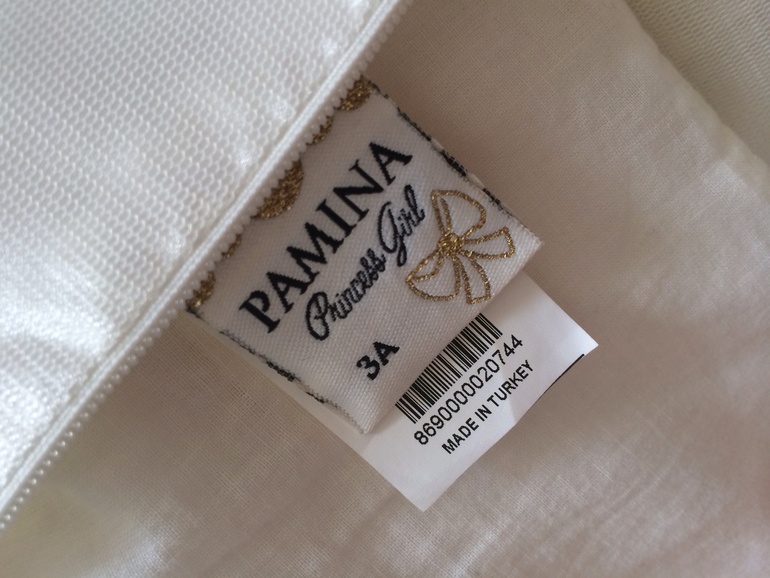 PAMINA
Princess Girl
3A
8690000020744
MADE IN TURKEY